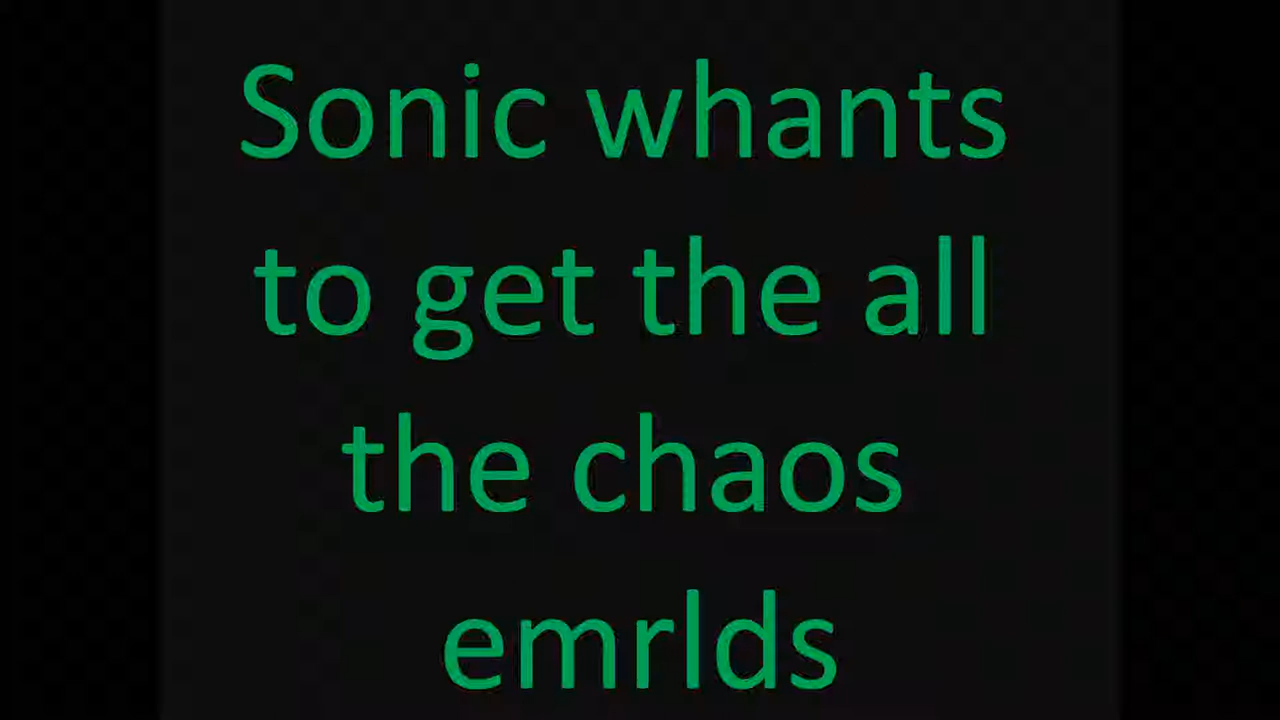 Sonic whants
to get the all
the chaos
emrlds